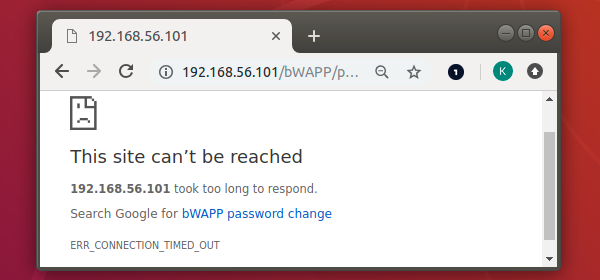 192.168.56.101
192.168.56.101/bWAPP/p…
1
K
This site can’t be reached
192.168.56.101 took too long to respond.
Search Google for bWAPP password change
ERR_CONNECTION_TIMED_OUT